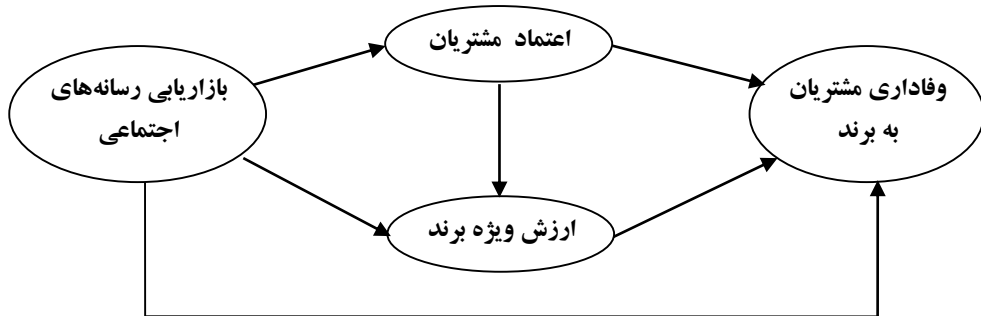 اعتماد مشتریان
بازاریابی رسانه‌های
اجتماعی
وفاداری مشتریان
به برند
ارزش ویژه برند